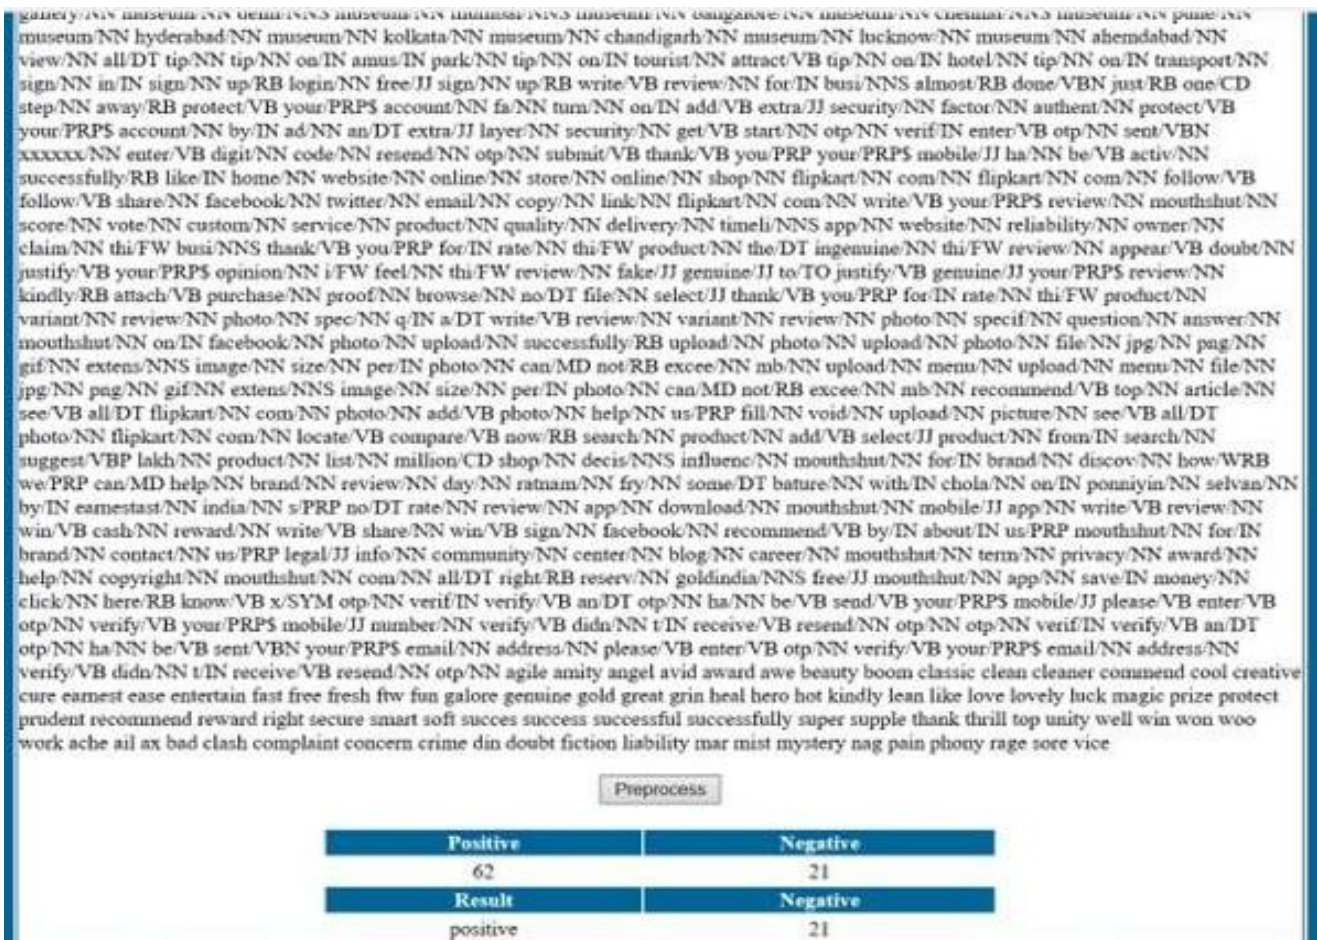 gallery/NN museum/NN delhi/NNS museum/NN mumbai/NNS museum/NN bangalore/NN museum/NN chennai/NNS museum/NN pune/NN
museum/NN hyderabad/NN museum/NN kolkata/NN museum/NN chandigarh/NN museum/NN lucknow/NN museum/NN ahemdabad/NN
view/NN all/DT tip/NN tip/NN on/IN amus/IN park/NN tip/NN on/IN tourist/NN attract/VB tip/NN on/IN hotel/NN tip/NN on/IN transport/NN
sign/NN in/IN sign/NN up/RB login/NN free/JJ sign/NN up/RB write/VB review/NN for/IN busi/NNS almost/RB done/VBN just/RB one/CD
step/NN away/RB protect/VB your/PRP$ account/NN fa/NN turn/NN on/IN add/VB extra/JJ security/NN factor/NN authent/NN protect/VB
your/PRP$ account/NN by/IN ad/NN an/DT extra/JJ layer/NN security/NN get/VB start/NN otp/NN verif/IN enter/VB otp/NN sent/VBN
xxxxxx/NN enter/VB digit/NN code/NN resend/NN otp/NN submit/VB thank/VB you/PRP your/PRP$ mobile/JJ ha/NN be/VB activ/NN
successfully/RB like/IN home/NN website/NN online/NN store/NN online/NN shop/NN flipkart/NN com/NN flipkart/NN com/NN follow/VB
follow/VB share/NN facebook/NN twitter/NN email/NN copy/NN link/NN flipkart/NN com/NN write/VB your/PRP$ review/NN mouthshut/NN
score/NN vote/NN custom/NN service/NN product/NN quality/NN delivery/NN timeli/NNS app/NN website/NN reliability/NN owner/NN
claim/NN thi/FW busi/NNS thank/VB you/PRP for/IN rate/NN thi/FW product/NN the/DT ingenuine/NN thi/FW review/NN appear/VB doubt/NN
justify/VB your/PRP$ opinion/NN i/FW feel/NN thi/FW review/NN fake/JJ genuine/JJ to/TO justify/VB genuine/JJ your/PRP$ review/NN
kindly/RB attach/VB purchase/NN proof/NN browse/NN no/DT file/NN select/JJ thank/VB you/PRP for/IN rate/NN thi/FW product/NN
variant/NN review/NN photo/NN spec/NN q/IN a/DT write/VB review/NN variant/NN review/NN photo/NN specif/NN question/NN answer/NN
mouthshut/NN on/IN facebook/NN photo/NN upload/NN successfully/RB upload/NN photo/NN upload/NN photo/NN file/NN jpg/NN png/NN
gif/NN extens/NNS image/NN size/NN per/IN photo/NN can/MD not/RB excee/NN mb/NN upload/NN menu/NN upload/NN menu/NN file/NN
jpg/NN png/NN gif/NN extens/NNS image/NN size/NN per/IN photo/NN can/MD not/RB excee/NN mb/NN recommend/VB top/NN article/NN
see/VB all/DT flipkart/NN com/NN photo/NN add/VB photo/NN help/NN us/PRP fill/NN void/NN upload/NN picture/NN see/VB all/DT
photo/NN flipkart/NN com/NN locate/VB compare/VB now/RB search/NN product/NN add/VB select/JJ product/NN from/IN search/NN
suggest/VBP lakh/NN product/NN list/NN million/CD shop/NN decis/NNS influenc/NN mouthshut/NN for/IN brand/NN discov/NN how/WRB
we/PRP can/MD help/NN brand/NN review/NN day/NN ratnam/NN fry/NN some/DT bature/NN with/IN chola/NN on/IN ponniyin/NN selvan/NN
by/IN earnestast/NN india/NN s/PRP no/DT rate/NN review/NN app/NN download/NN mouthshut/NN mobile/JJ app/NN write/VB review/NN
win/VB cash/NN reward/NN write/VB share/NN win/VB sign/NN facebook/NN recommend/VB by/IN about/IN us/PRP mouthshut/NN for/IN
brand/NN contact/NN us/PRP legal/JJ info/NN community/NN center/NN blog/NN career/NN mouthshut/NN term/NN privacy/NN award/NN
help/NN copyright/NN mouthshut/NN com/NN all/DT right/RB reserv/NN goldindia/NNS free/JJ mouthshut/NN app/NN save/IN money/NN
click/NN here/RB know/VB x/SYM otp/NN verif/IN verify/VB an/DT otp/NN ha/NN be/VB send/VB your/PRP$ mobile/JJ please/VB enter/VB
otp/NN verify/VB your/PRP$ mobile/JJ number/NN verify/VB didn/NN t/IN receive/VB resend/NN otp/NN otp/NN verif/IN verify/VB an/DT
otp/NN ha/NN be/VB sent/VBN your/PRP$ email/NN address/NN please/VB enter/VB otp/NN verify/VB your/PRP$ email/NN address/NN
verify/VB didn/NN t/IN receive/VB resend/NN otp/NN agile amity angel avid award awe beauty boom classic clean cleaner commend cool creative
cure earnest ease entertain fast free fresh ftw fun galore genuine gold great grin heal hero hot kindly lean like love lovely luck magic prize protect
prudent recommend reward right secure smart soft succes success successful successfully super supple thank thrill top unity well win won woo
work ache ail ax bad clash complaint concern crime din doubt fiction liability mar mist mystery nag pain phony rage sore vice
Preprocess
Positive Negative
62 21
Result Negative
positive 21